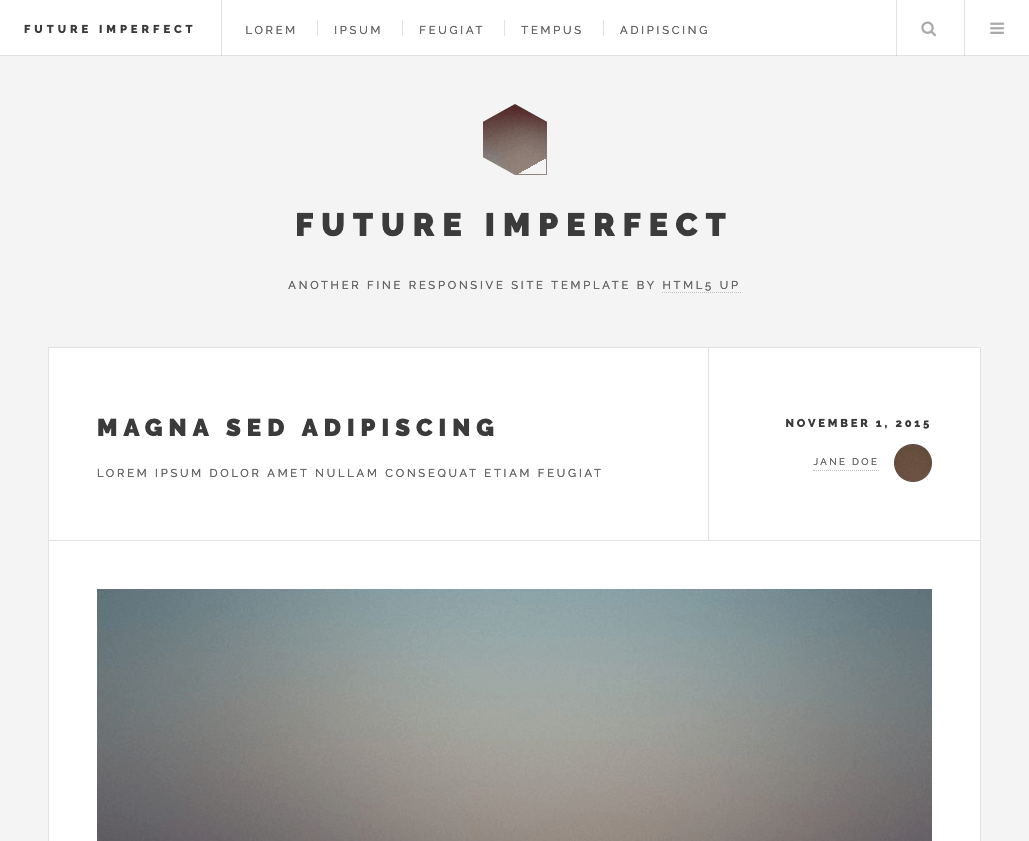 FUTURE IMPERFECT
LOREM
IPSUM
FEUGIAT
TEMPUS
ADIPISCING
FUTURE IMPERFECT
ANOTHER FINE RESPONSIVE SITE TEMPLATE BY HTML5 UP
MAGNA SED ADIPISCING
LOREM IPSUM DOLOR AMET NULLAM CONSEQUAT ETIAM FEUGIAT
NOVEMBER 1, 2015
JANE DOE